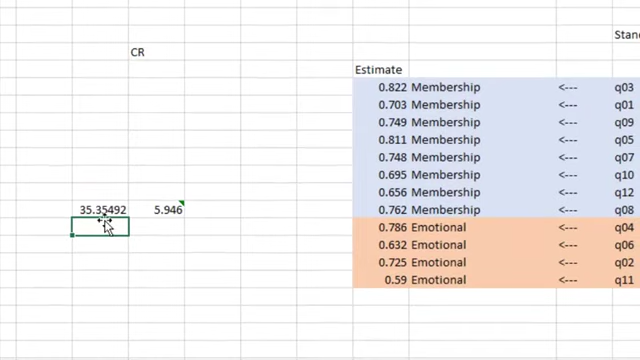 Stan
CR
Estimate
0.822 Membership <--- q03
0.703 Membership <--- q01
0.749 Membership <--- q09
0.811 Membership <--- q05
0.748 Membership <--- q07
0.695 Membership <--- q10
0.656 Membership <--- q12
35.35492 5.946 0.762 Membership <--- q08
0.786 Emotional <--- q04
0.632 Emotional <--- q06
0.725 Emotional <--- q02
0.59 Emotional <--- q11